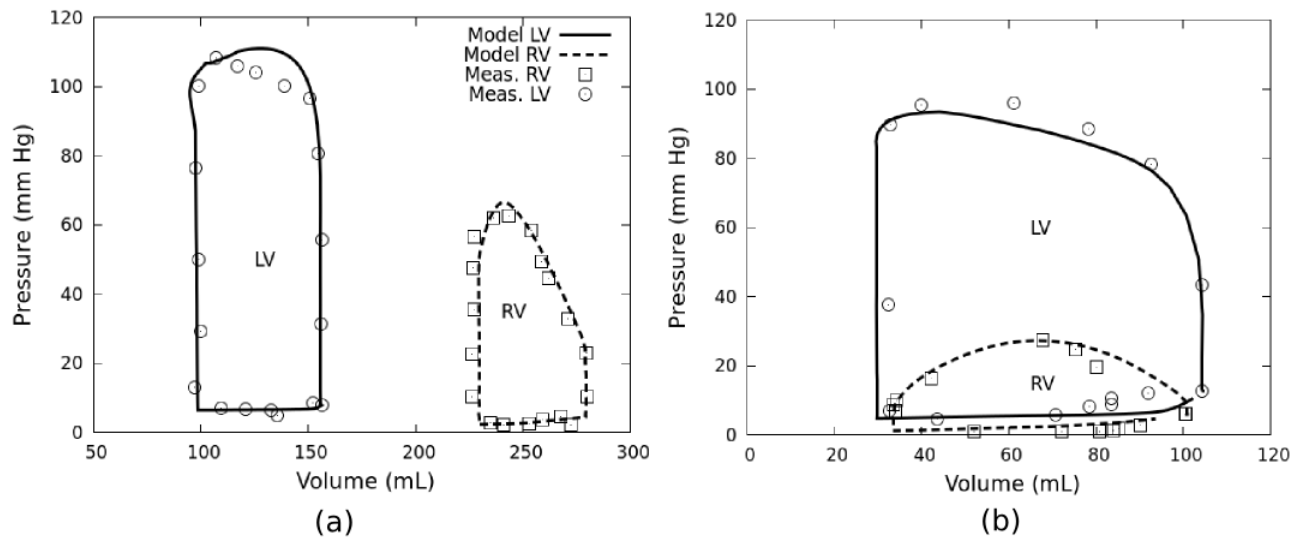 120
100
80
60
40
20
0
50
100
150
200
250
300
Pressure (mm Hg)
Volume (mL)
Model LV
Model RV
Meas. RV
Meas. LV
LV
RV
(a)
120
100
80
60
40
20
0
0
20
40
60
80
100
120
Pressure (mm Hg)
Volume (mL)
LV
RV
(b)